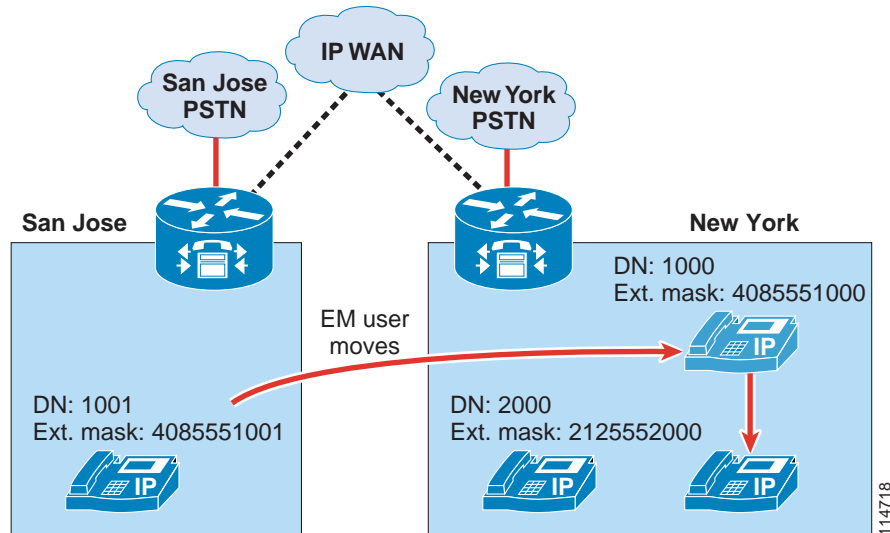 IP WAN
San Jose
PSTN
New York
PSTN
San Jose
New York
DN: 1000
Ext. mask: 4085551000
IP
EM user
moves
DN: 1001
Ext. mask: 4085551001
IP
DN: 2000
Ext. mask: 2125552000
IP
IP
114718